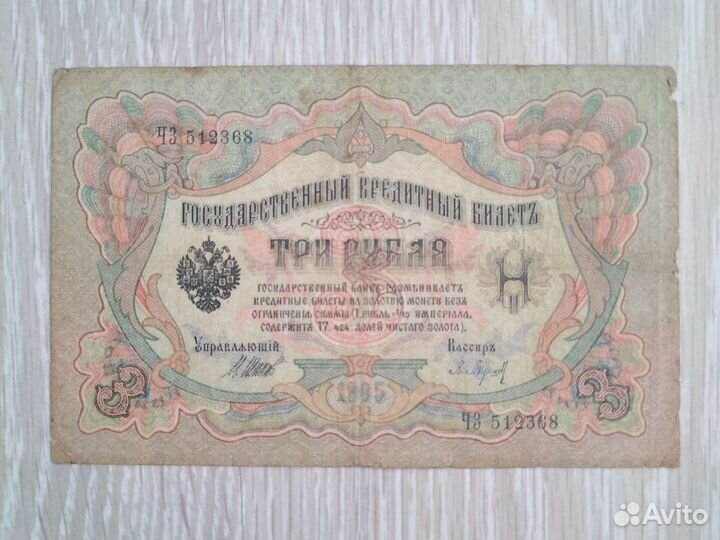 ЧЗ 512368
ГОСУДАРСТВЕННЫЙ КРЕДИТНЫЙ БИЛЕТЪ
ТРИ РУБЛЯ
ГОСУДАРСТВЕННЫЙ БАНКЪ РАЗМѢНИВАЕТЪ
КРЕДИТНЫЕ БИЛЕТЫ НА ЗОЛОТУЮ МОНЕТУ БЕЗЪ
ОГРАНИЧЕНІЯ СУММЫ (1 РУБЛЬ = 1/15 ИМПЕРІАЛА,
СОДЕРЖИТЪ 17,424 ДОЛЕЙ ЧИСТАГО ЗОЛОТА).
Управляющій Кассиръ
3 1905 3
ЧЗ 512368
Avito